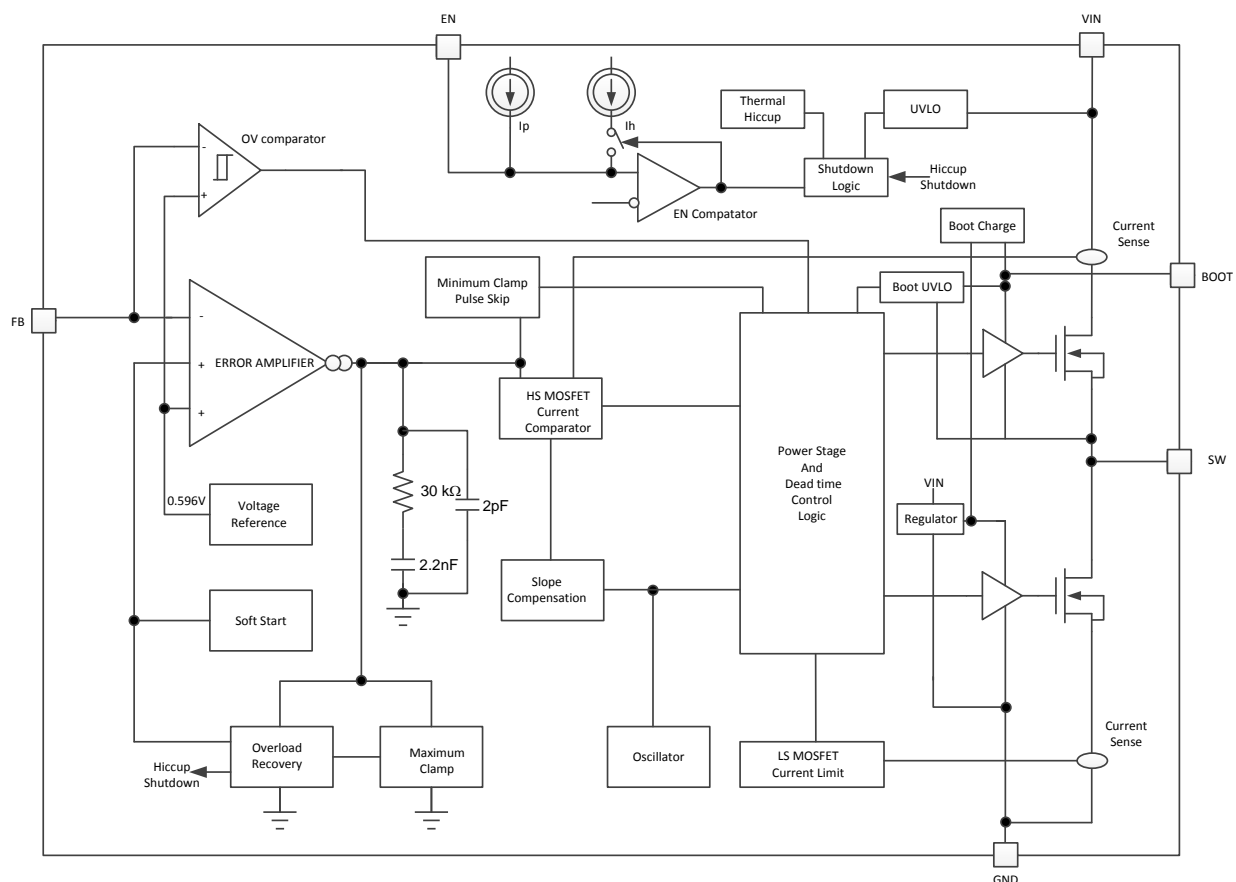 EN
VIN
Ip
Ih
Thermal
Hiccup
UVLO
OV comparator
-
+
Shutdown
Logic
Hiccup
Shutdown
EN Compatator
Boot Charge
Current
Sense
BOOT
Minimum Clamp
Pulse Skip
Boot UVLO
FB
-
ERROR AMPLIFIER
+
+
HS MOSFET
Current
Comparator
Power Stage
And
Dead time
Control
Logic
SW
0.596V
Voltage
Reference
30 kΩ
2pF
2.2nF
VIN
Regulator
Slope
Compensation
Soft Start
Overload
Recovery
Maximum
Clamp
Hiccup
Shutdown
Oscillator
LS MOSFET
Current Limit
Current
Sense
GND